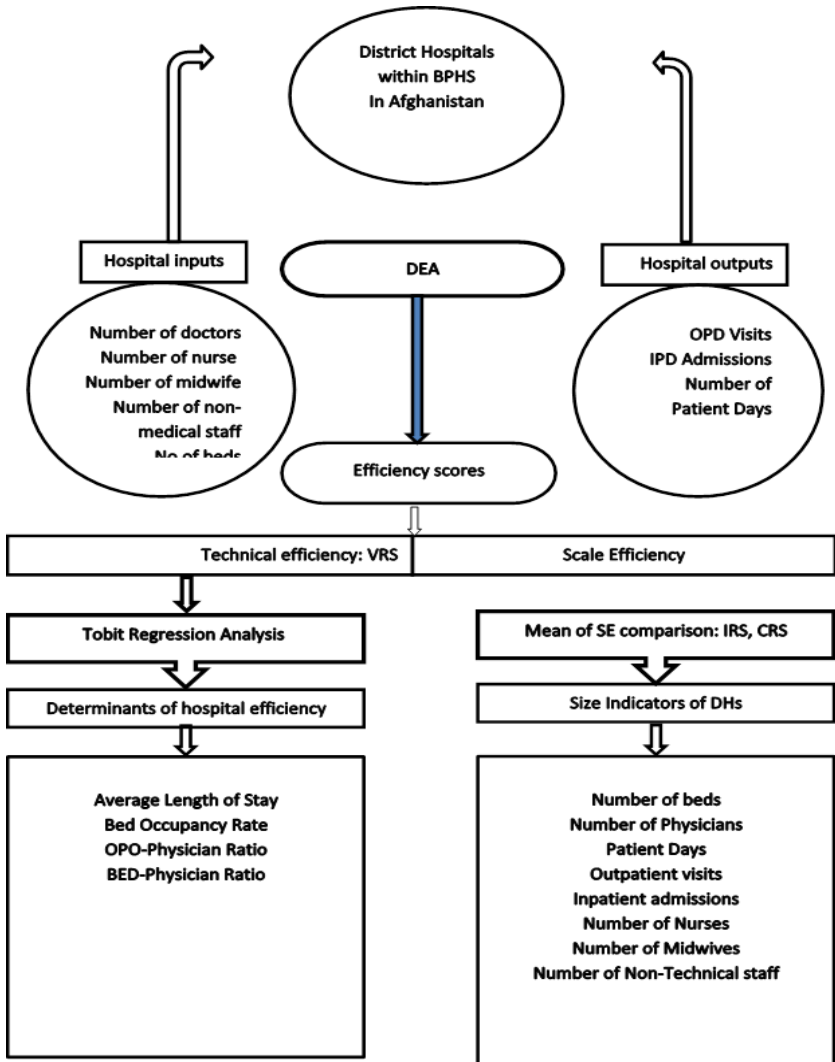 District Hospitals
within BPHS
In Afghanistan
Hospital inputs
DEA
Hospital outputs
Number of doctors
Number of nurse
Number of midwife
Number of non-
medical staff
No of beds
OPD Visits
IPD Admissions
Number of
Patient Days
Efficiency scores
Technical efficiency: VRS
Scale Efficiency
Tobit Regression Analysis
Mean of SE comparison: IRS, CRS
Determinants of hospital efficiency
Size Indicators of DHs
Average Length of Stay
Bed Occupancy Rate
OPO-Physician Ratio
BED-Physician Ratio
Number of beds
Number of Physicians
Patient Days
Outpatient visits
Inpatient admissions
Number of Nurses
Number of Midwives
Number of Non-Technical staff